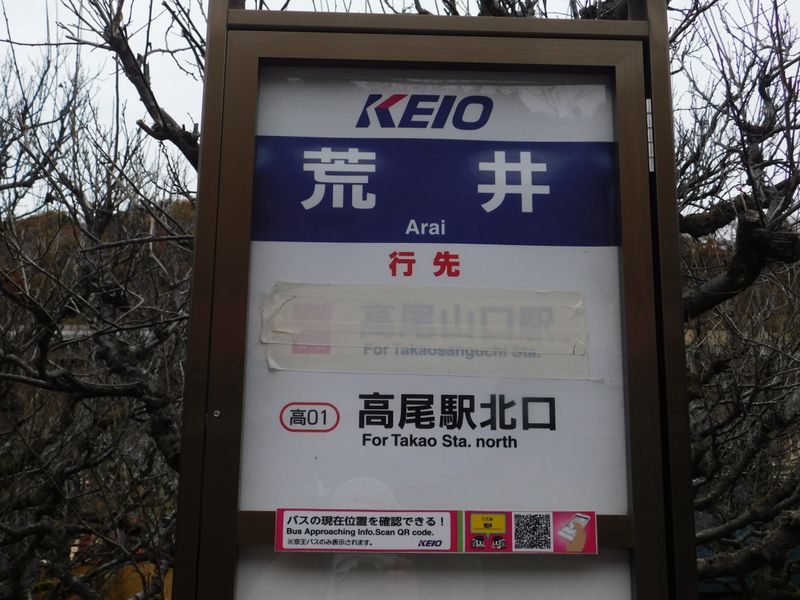 KEIO
荒井
Arai
行先
高尾山口駅
For Takaosanguchi Sta.
高01 高尾駅北口
For Takao Sta. north
バスの現在位置を確認できる！
Bus Approaching Info.Scan QR code.
※京王バスのみ表示されます。 KEIO